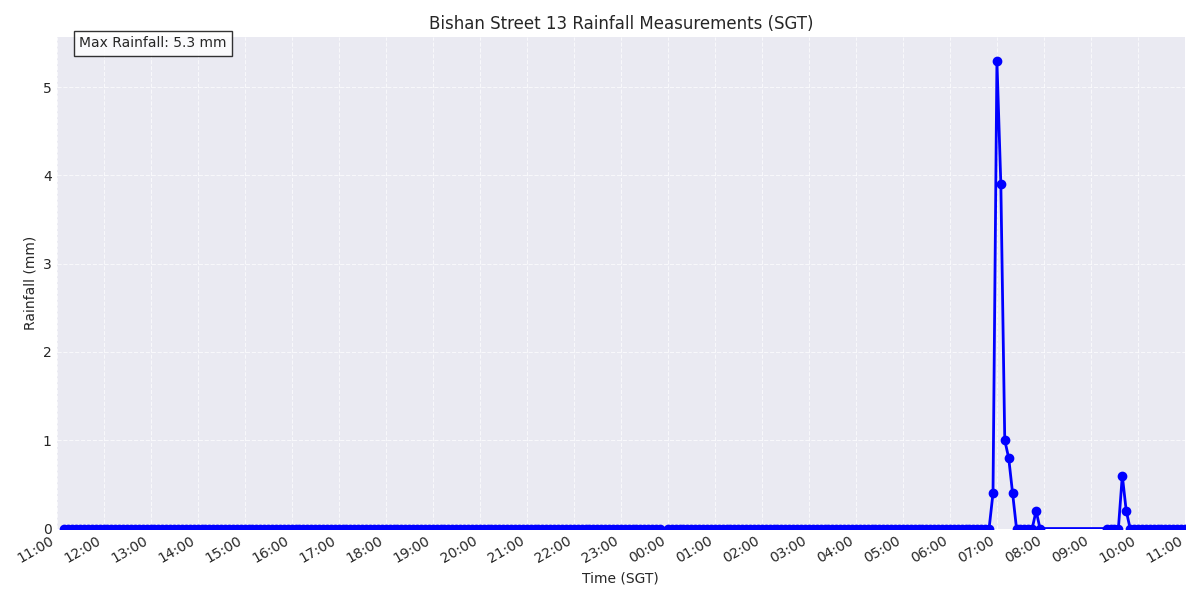 Bishan Street 13 Rainfall Measurements (SGT)
Max Rainfall: 5.3 mm
Rainfall (mm)
5
4
3
2
1
0
11:00 12:00 13:00 14:00 15:00 16:00 17:00 18:00 19:00 20:00 21:00 22:00 23:00 00:00 01:00 02:00 03:00 04:00 05:00 06:00 07:00 08:00 09:00 10:00 11:00
Time (SGT)